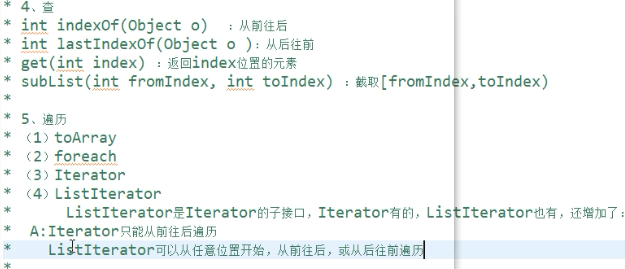 * 4、查
* int indexOf(Object o) ：从前往后
* int lastIndexOf(Object o )：从后往前
* get(int index) ：返回index位置的元素
* subList(int fromIndex, int toIndex) ：截取[fromIndex,toIndex)
*
* 5、遍历
* （1）toArray
* （2）foreach
* （3）Iterator
* （4）ListIterator
* ListIterator是Iterator的子接口，Iterator有的，ListIterator也有，还增加了：
* A:Iterator只能从前往后遍历
* ListIterator可以从任意位置开始，从前往后，或从后往前遍历
*